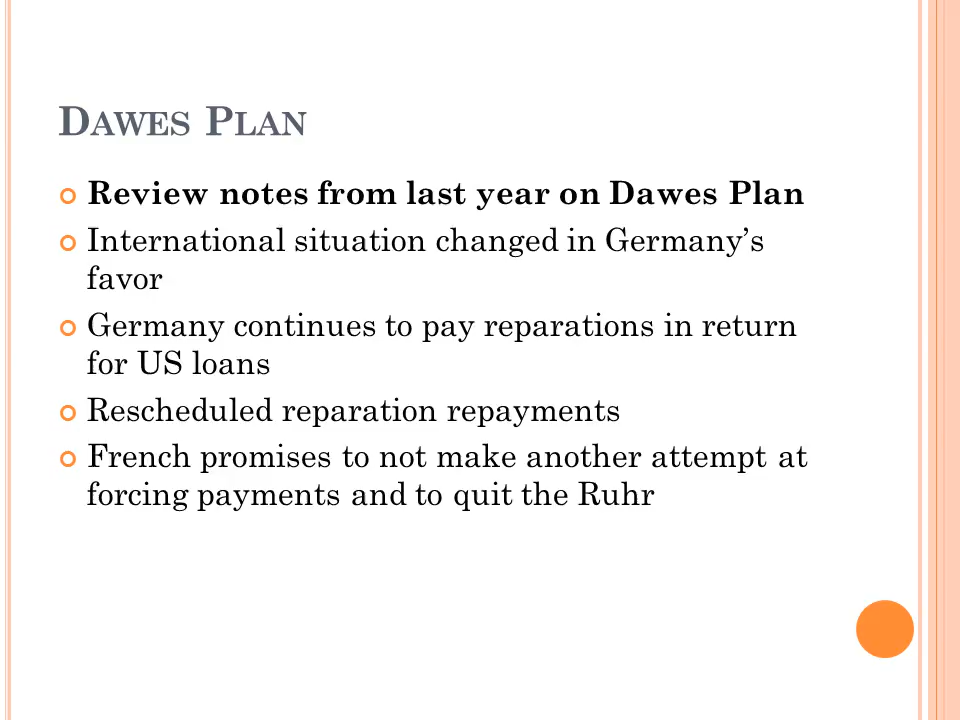 DAWES PLAN
Review notes from last year on Dawes Plan
International situation changed in Germany's
favor
Germany continues to pay reparations in return
for US loans
Rescheduled reparation repayments
French promises to not make another attempt at
forcing payments and to quit the Ruhr